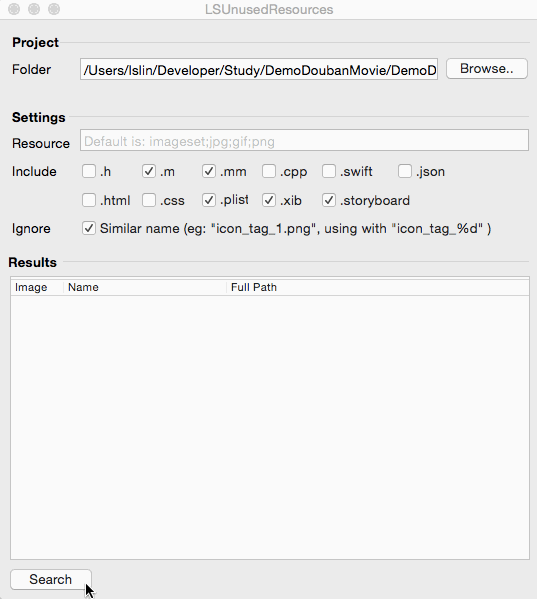 LSUnusedResources
Project
Folder /Users/lslin/Developer/Study/DemoDoubanMovie/DemoD Browse..
Settings
Resource Default is: imageset;jpg;gif;png
Include .h .m .mm .cpp .swift .json
.html .css .plist .xib .storyboard
Ignore Similar name (eg: "icon_tag_1.png", using with "icon_tag_%d" )
Results
Image Name Full Path
Search